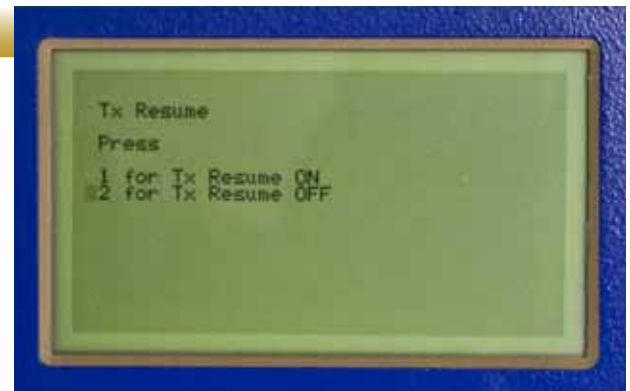 Tx Resume
Press
1 for Tx Resume ON
2 for Tx Resume OFF